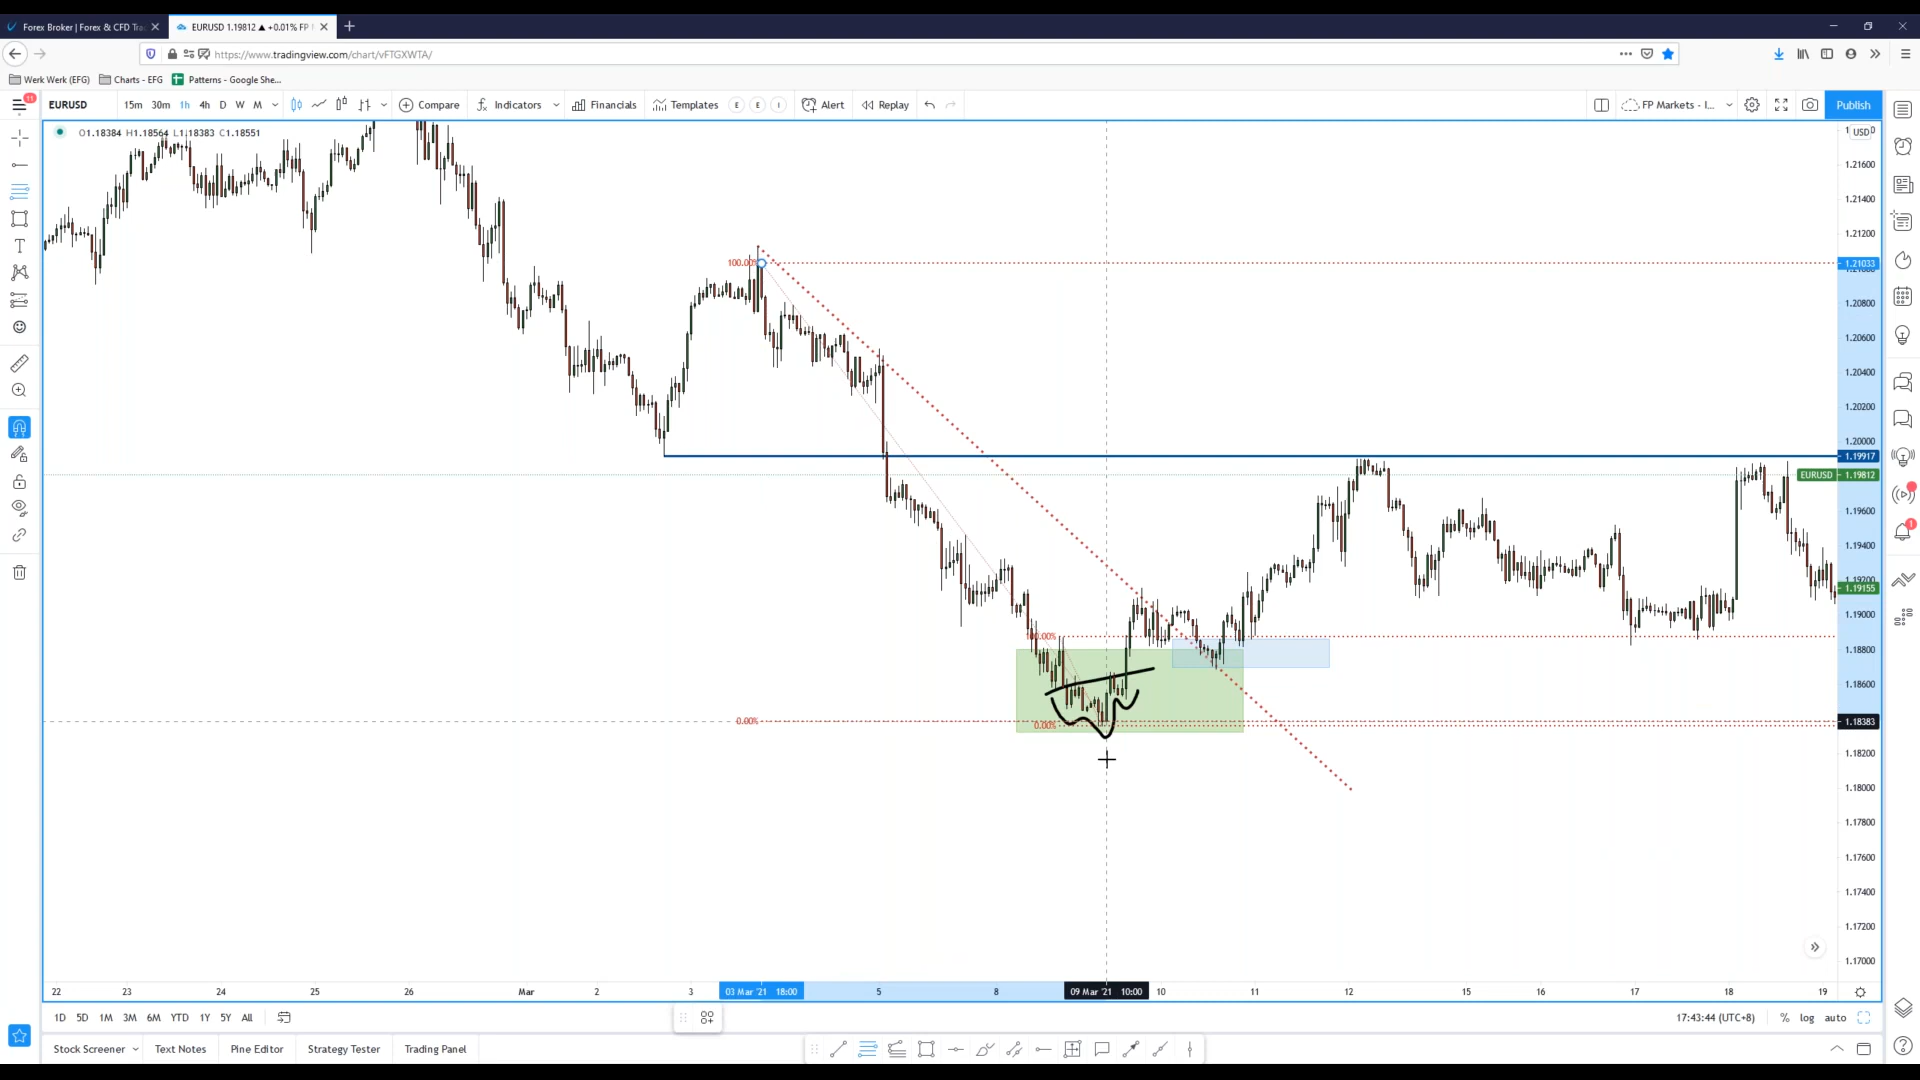 Forex Broker | Forex & CFD Tra
EURUSD 1.19812 ▲ +0.01% FP
https://www.tradingview.com/chart/vFTGXWTA/
Werk Werk (EFG) Charts - EFG Patterns - Google She...
11 EURUSD 15m 30m 1h 4h D W M Compare Indicators Financials Templates E E I Alert Replay FP Markets - I... Publish
O1.18384 H1.18564 L1.18383 C1.18551
USD
1.21600
1.21400
1.21200
100.00%
1.21033
1.20800
1.20600
1.20400
1.20200
1.20000
1.19917
EURUSD 1.19812
1.19600
1.19400
1.19200
1.19155
1.19000
100.00%
1.18800
1.18600
0.00%
0.00%
1.18383
1.18200
1.18000
1.17800
1.17600
1.17400
1.17200
1.17000
22 23 24 25 26 Mar 2 3 03 Mar '21 18:00 5 8 09 Mar '21 10:00 10 11 12 15 16 17 18 19
1D 5D 1M 3M 6M YTD 1Y 5Y All 17:43:44 (UTC+8) % log auto
Stock Screener Text Notes Pine Editor Strategy Tester Trading Panel
1